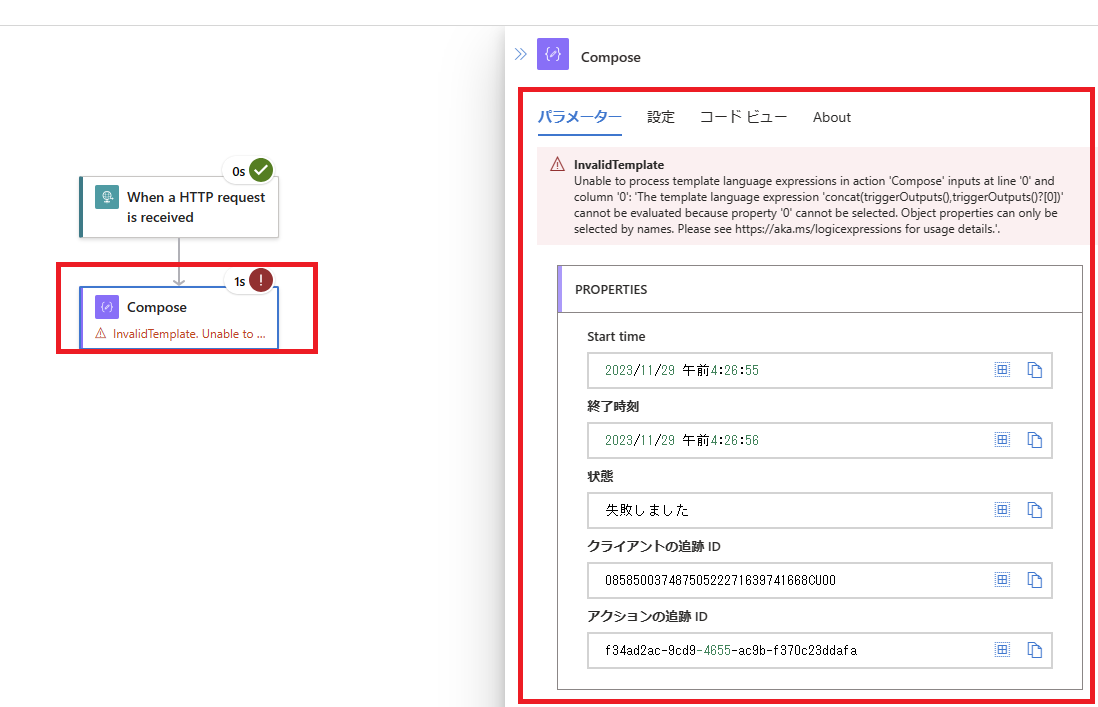 0s
When a HTTP request
is received
1s
Compose
InvalidTemplate. Unable to ...
Compose
パラメーター 設定 コード ビュー About
InvalidTemplate
Unable to process template language expressions in action 'Compose' inputs at line '0' and
column '0': 'The template language expression 'concat(triggerOutputs(),triggerOutputs()?[0])'
cannot be evaluated because property '0' cannot be selected. Object properties can only be
selected by names. Please see https://aka.ms/logicexpressions for usage details.'.
PROPERTIES
Start time
2023/11/29 午前4:26:55
終了時刻
2023/11/29 午前4:26:56
状態
失敗しました
クライアントの追跡 ID
08585003748750522271639741668CU00
アクションの追跡 ID
f34ad2ac-9cd9-4655-ac9b-f370c23ddafa